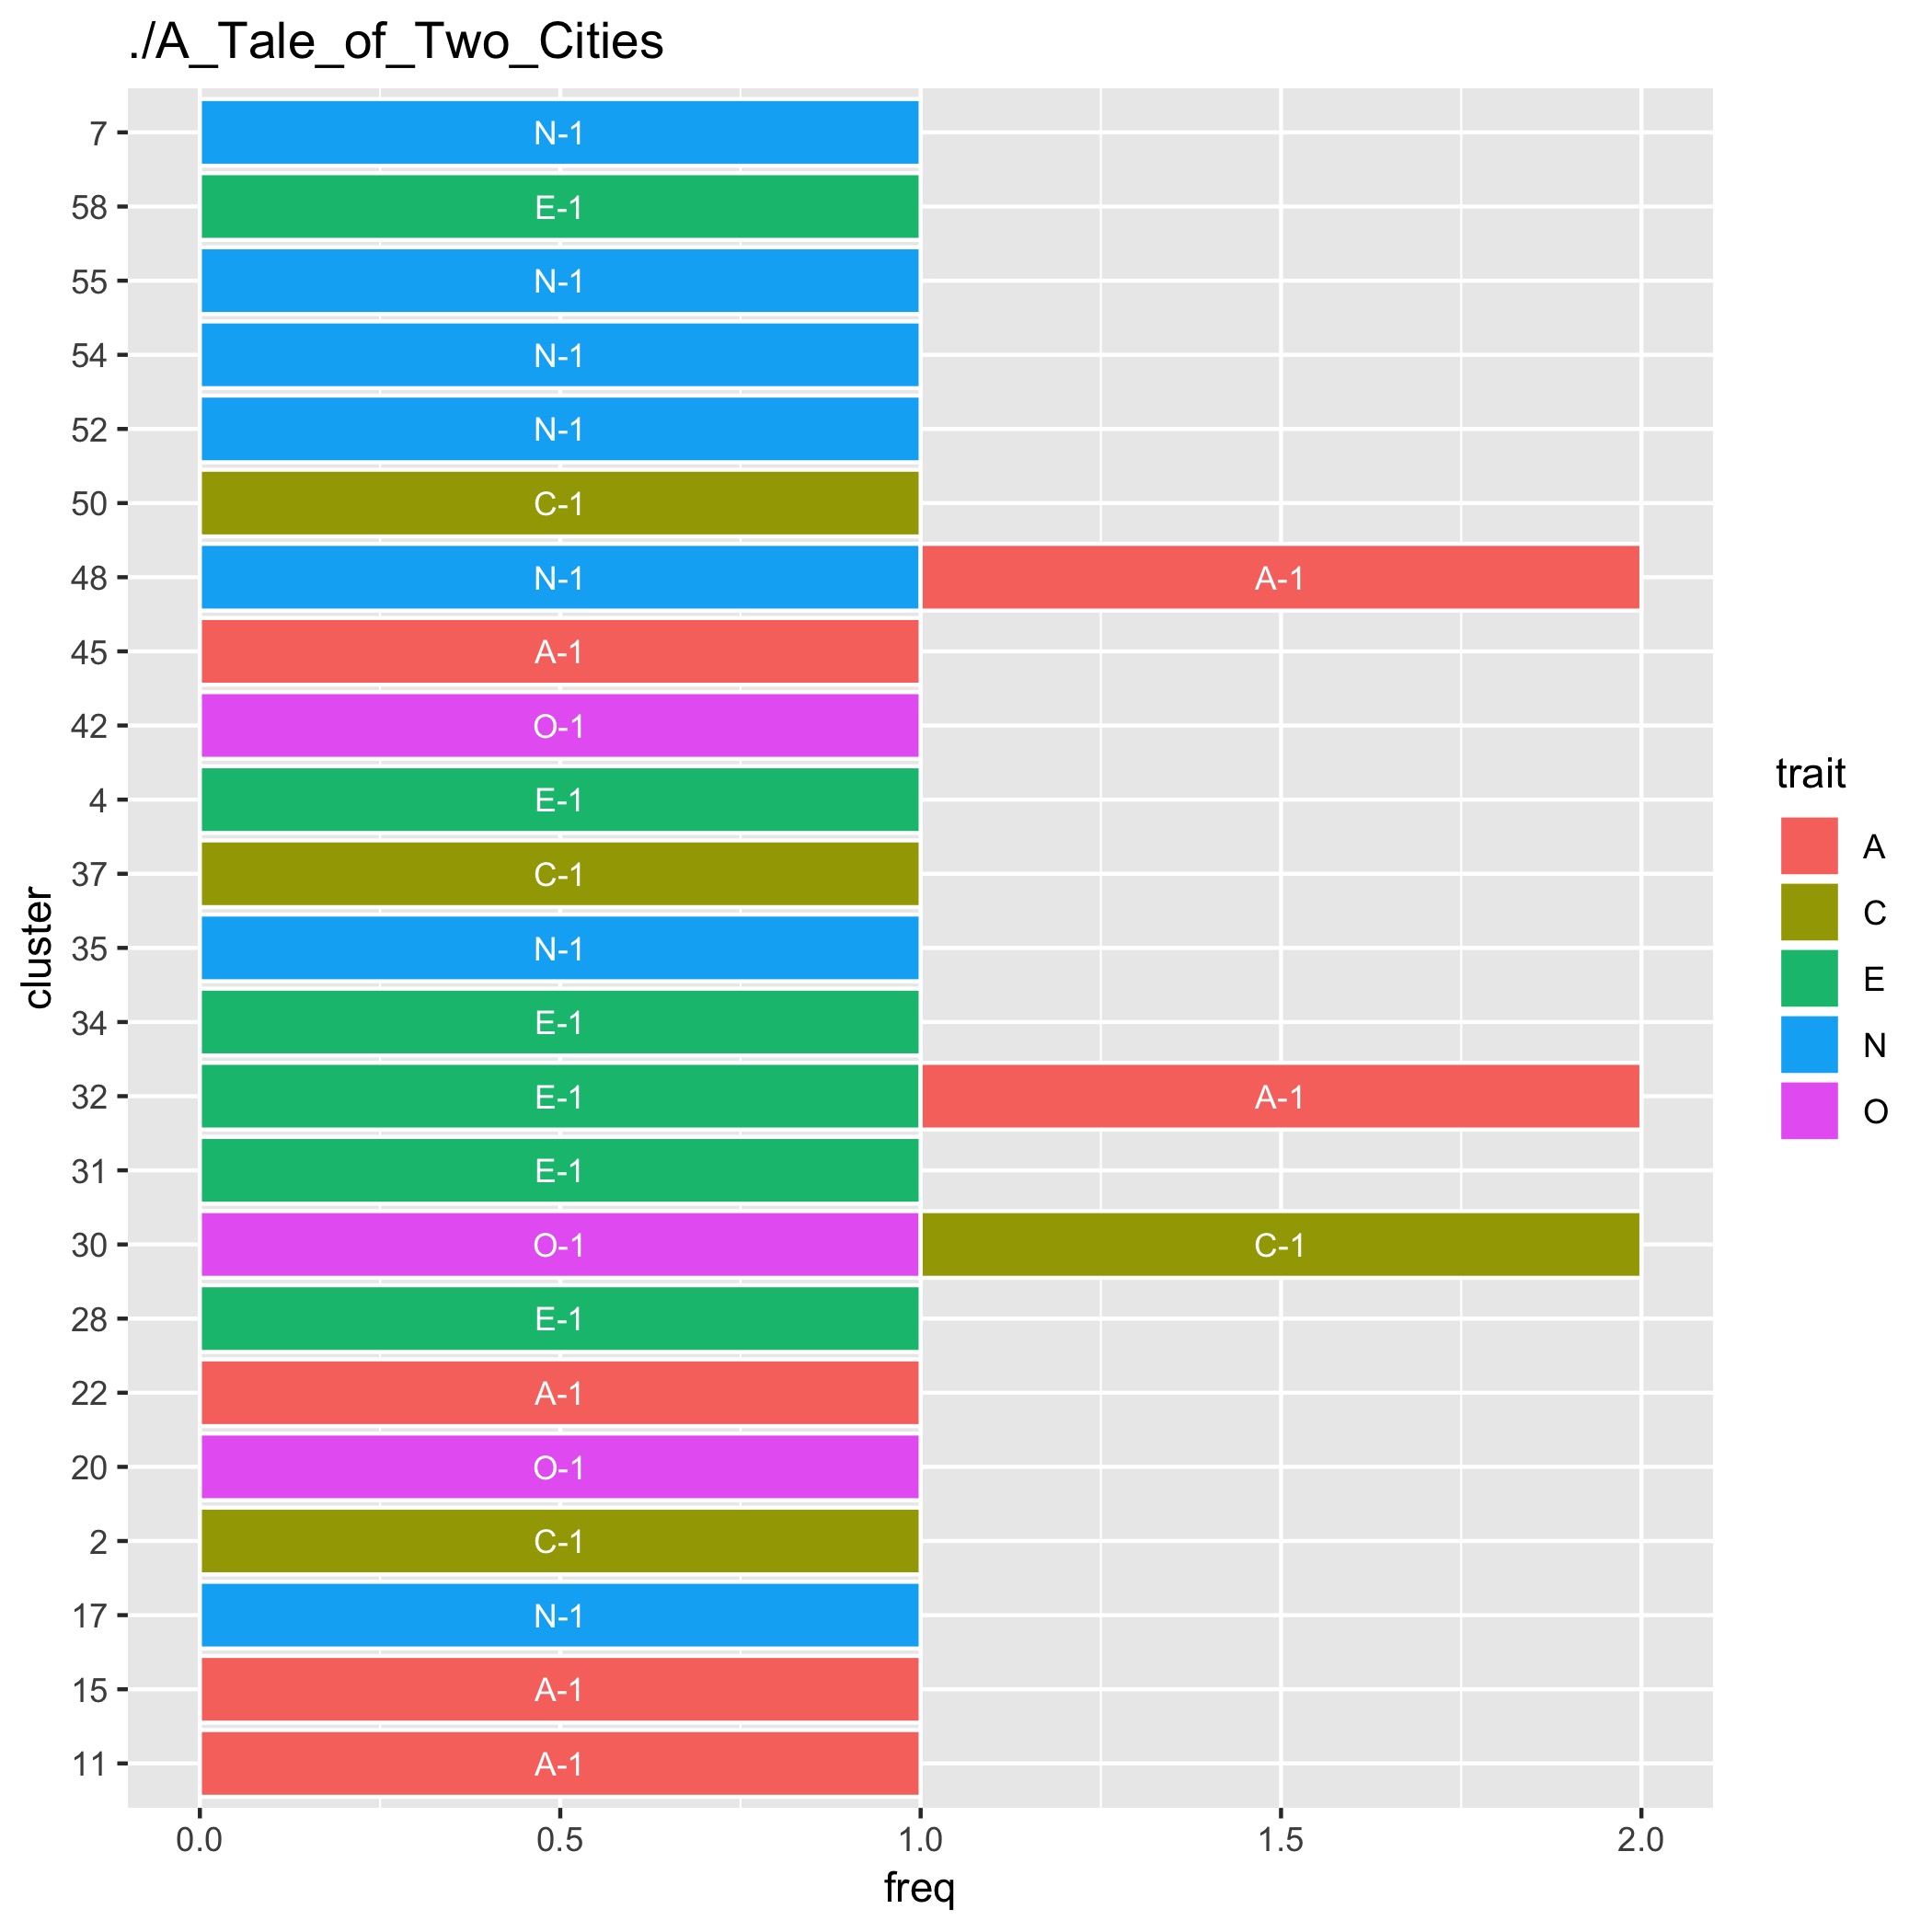 ./A_Tale_of_Two_Cities
7 N-1
58 E-1
55 N-1
54 N-1
52 N-1
50 C-1
48 N-1 A-1
45 A-1
42 O-1
4 E-1
37 C-1
35 N-1
34 E-1
32 E-1 A-1
31 E-1
30 O-1 C-1
28 E-1
22 A-1
20 O-1
2 C-1
17 N-1
15 A-1
11 A-1
cluster
0.0 0.5 1.0 1.5 2.0
freq
trait
A
C
E
N
O